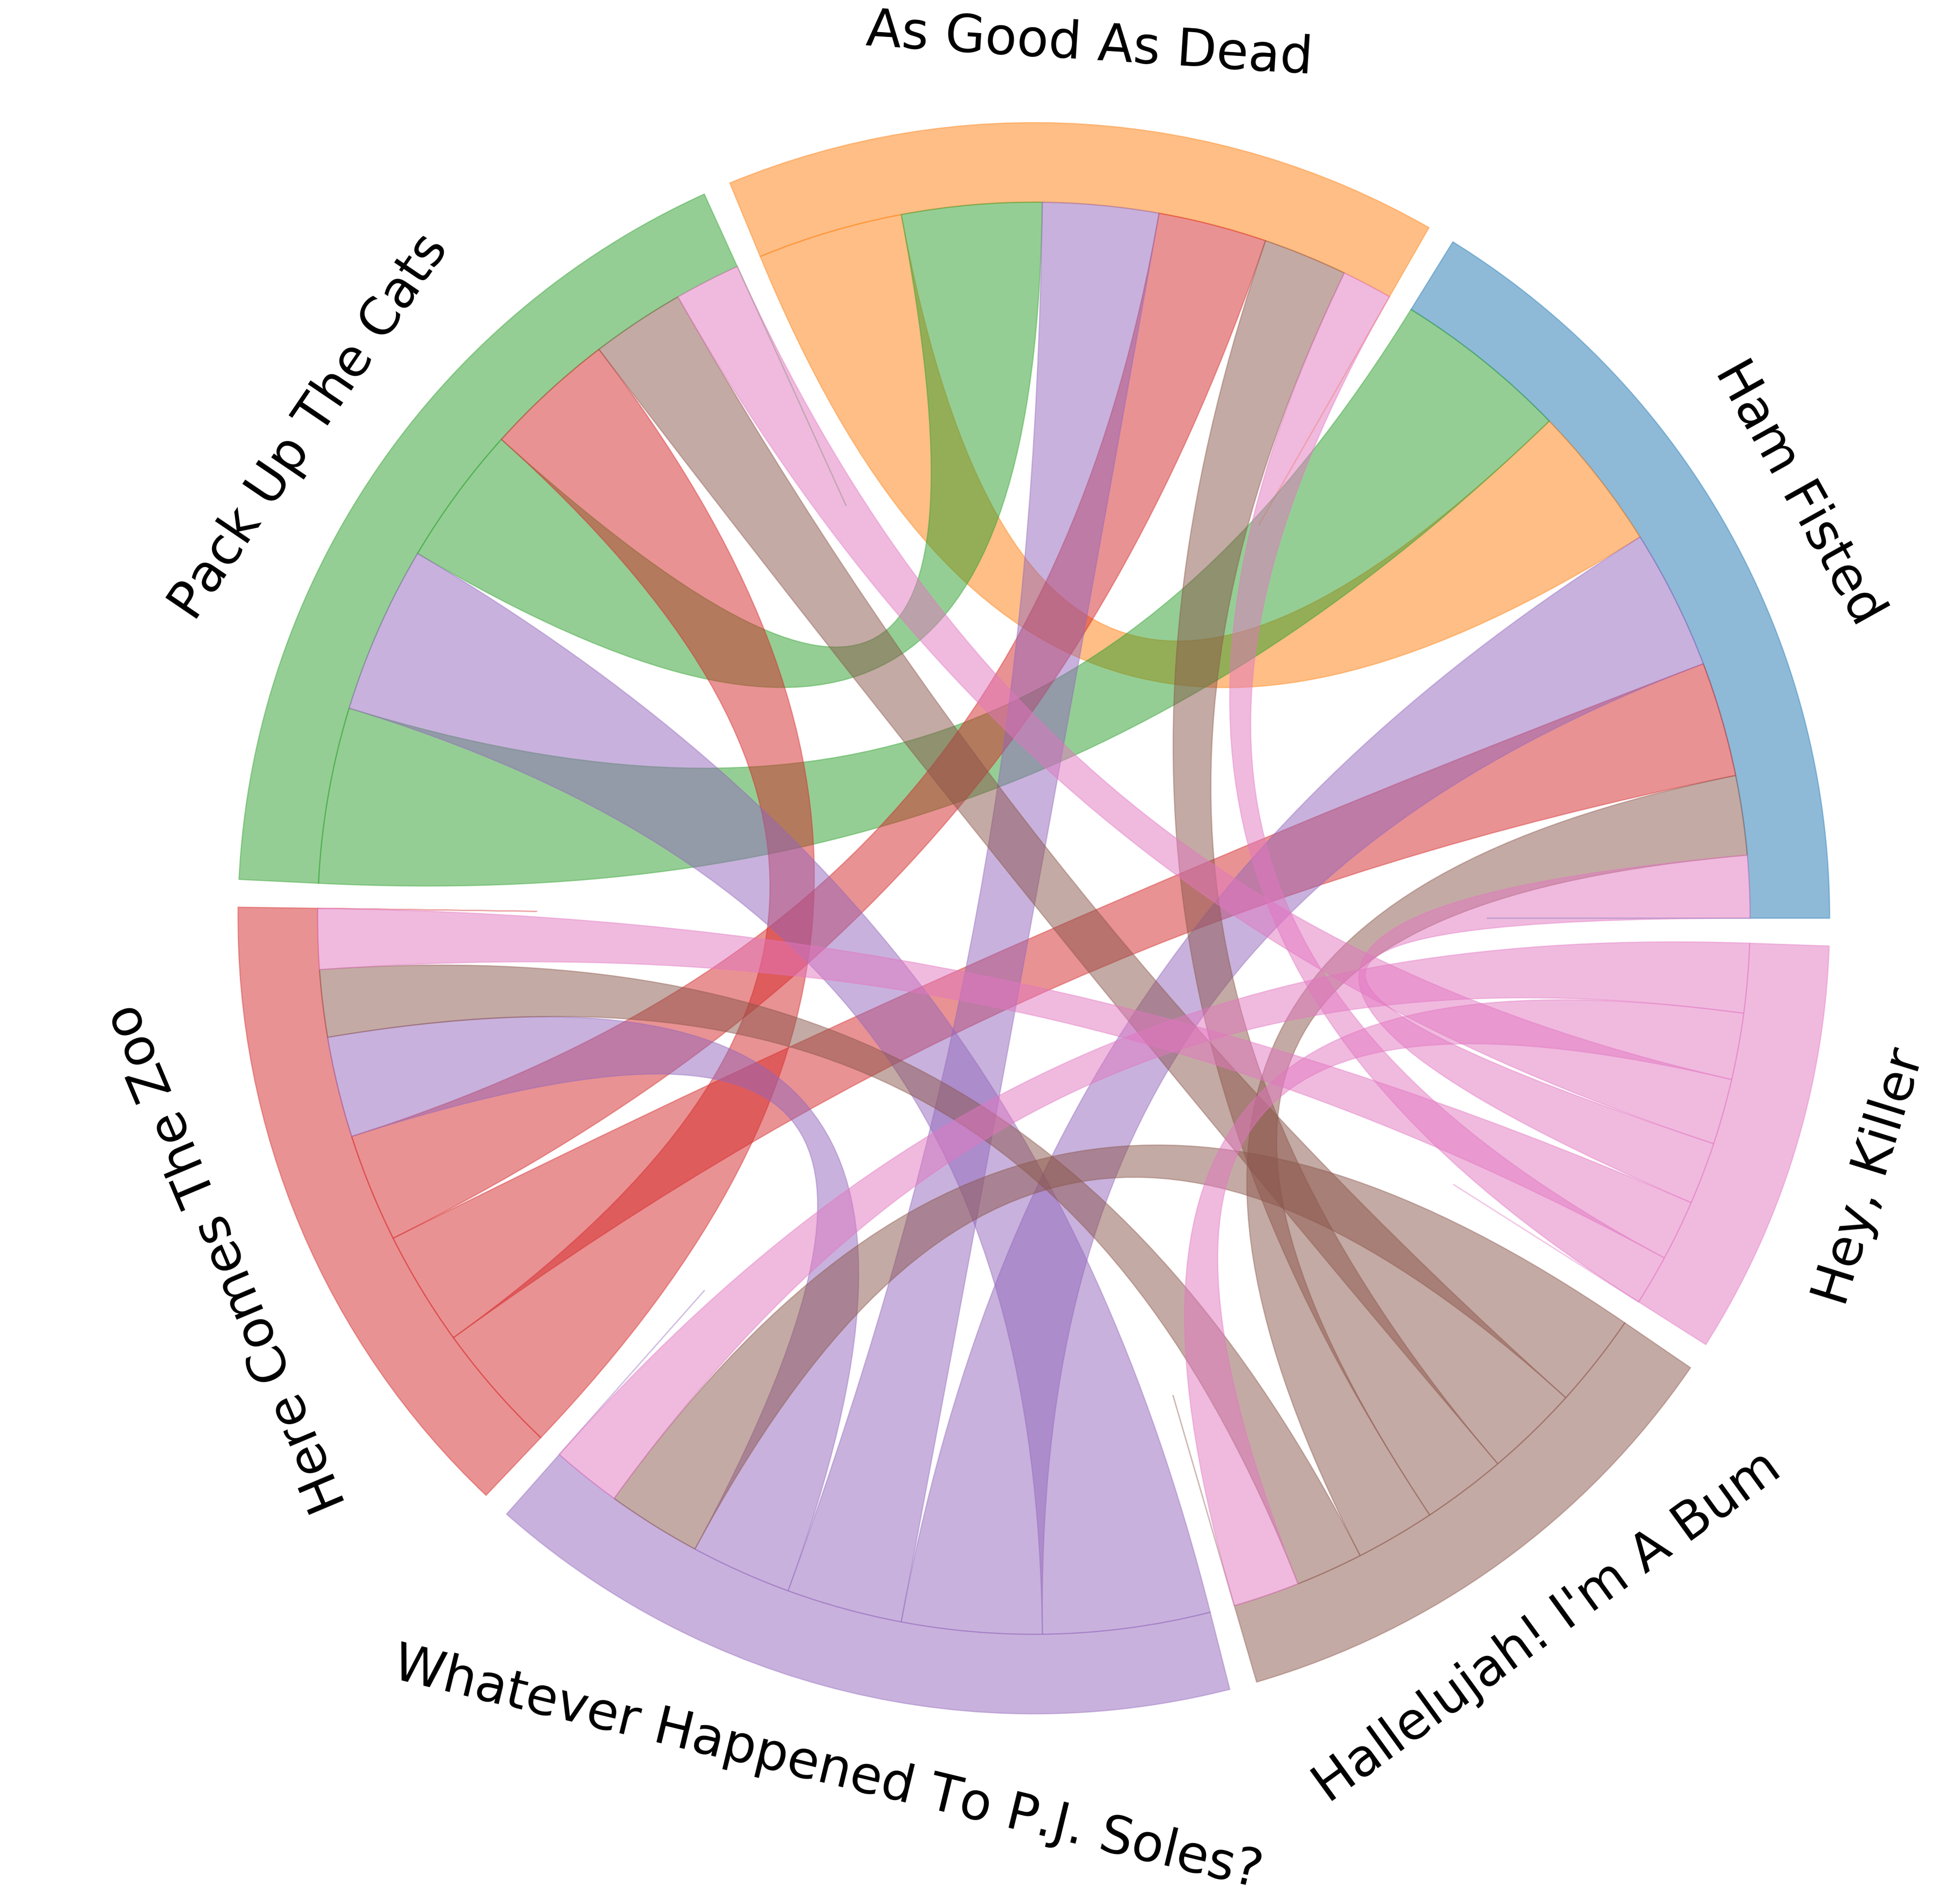 As Good As Dead
Ham Fisted
Pack Up The Cats
Here Comes The Zoo
Hey, Killer
Hallelujah! I'm A Bum
Whatever Happened To P.J. Soles?